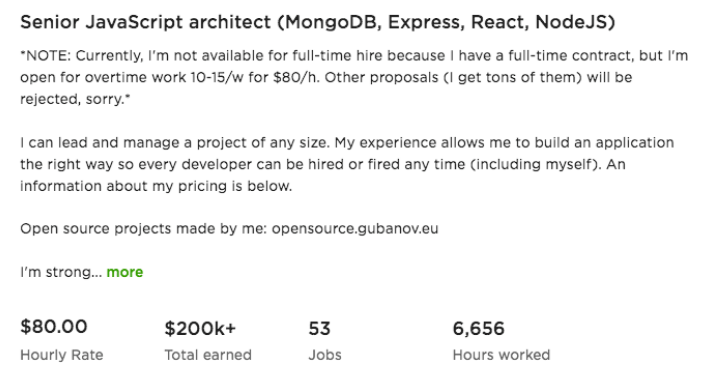 Senior JavaScript architect (MongoDB, Express, React, NodeJS)
*NOTE: Currently, I'm not available for full-time hire because I have a full-time contract, but I'm
open for overtime work 10-15/w for $80/h. Other proposals (I get tons of them) will be
rejected, sorry.*
I can lead and manage a project of any size. My experience allows me to build an application
the right way so every developer can be hired or fired any time (including myself). An
information about my pricing is below.
Open source projects made by me: opensource.gubanov.eu
I'm strong... more
$80.00 $200k+ 53 6,656
Hourly Rate Total earned Jobs Hours worked